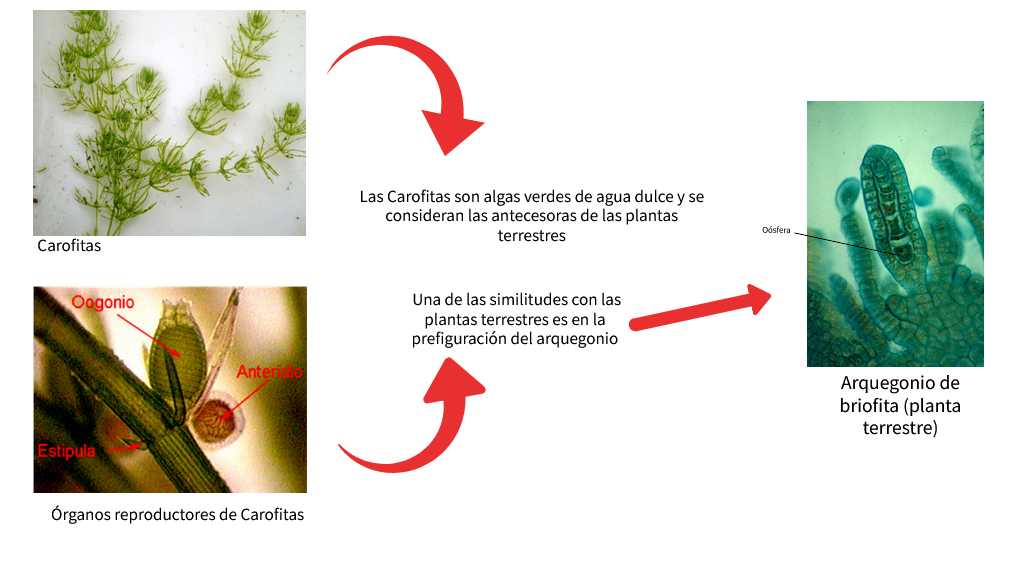 Carofitas
Las Carofitas son algas verdes de agua dulce y se
consideran las antecesoras de las plantas
terrestres
Oogonio
Anteridio
Estipula
Órganos reproductores de Carofitas
Una de las similitudes con las
plantas terrestres es en la
prefiguración del arquegonio
Oósfera
Arquegonio de
briofita (planta
terrestre)